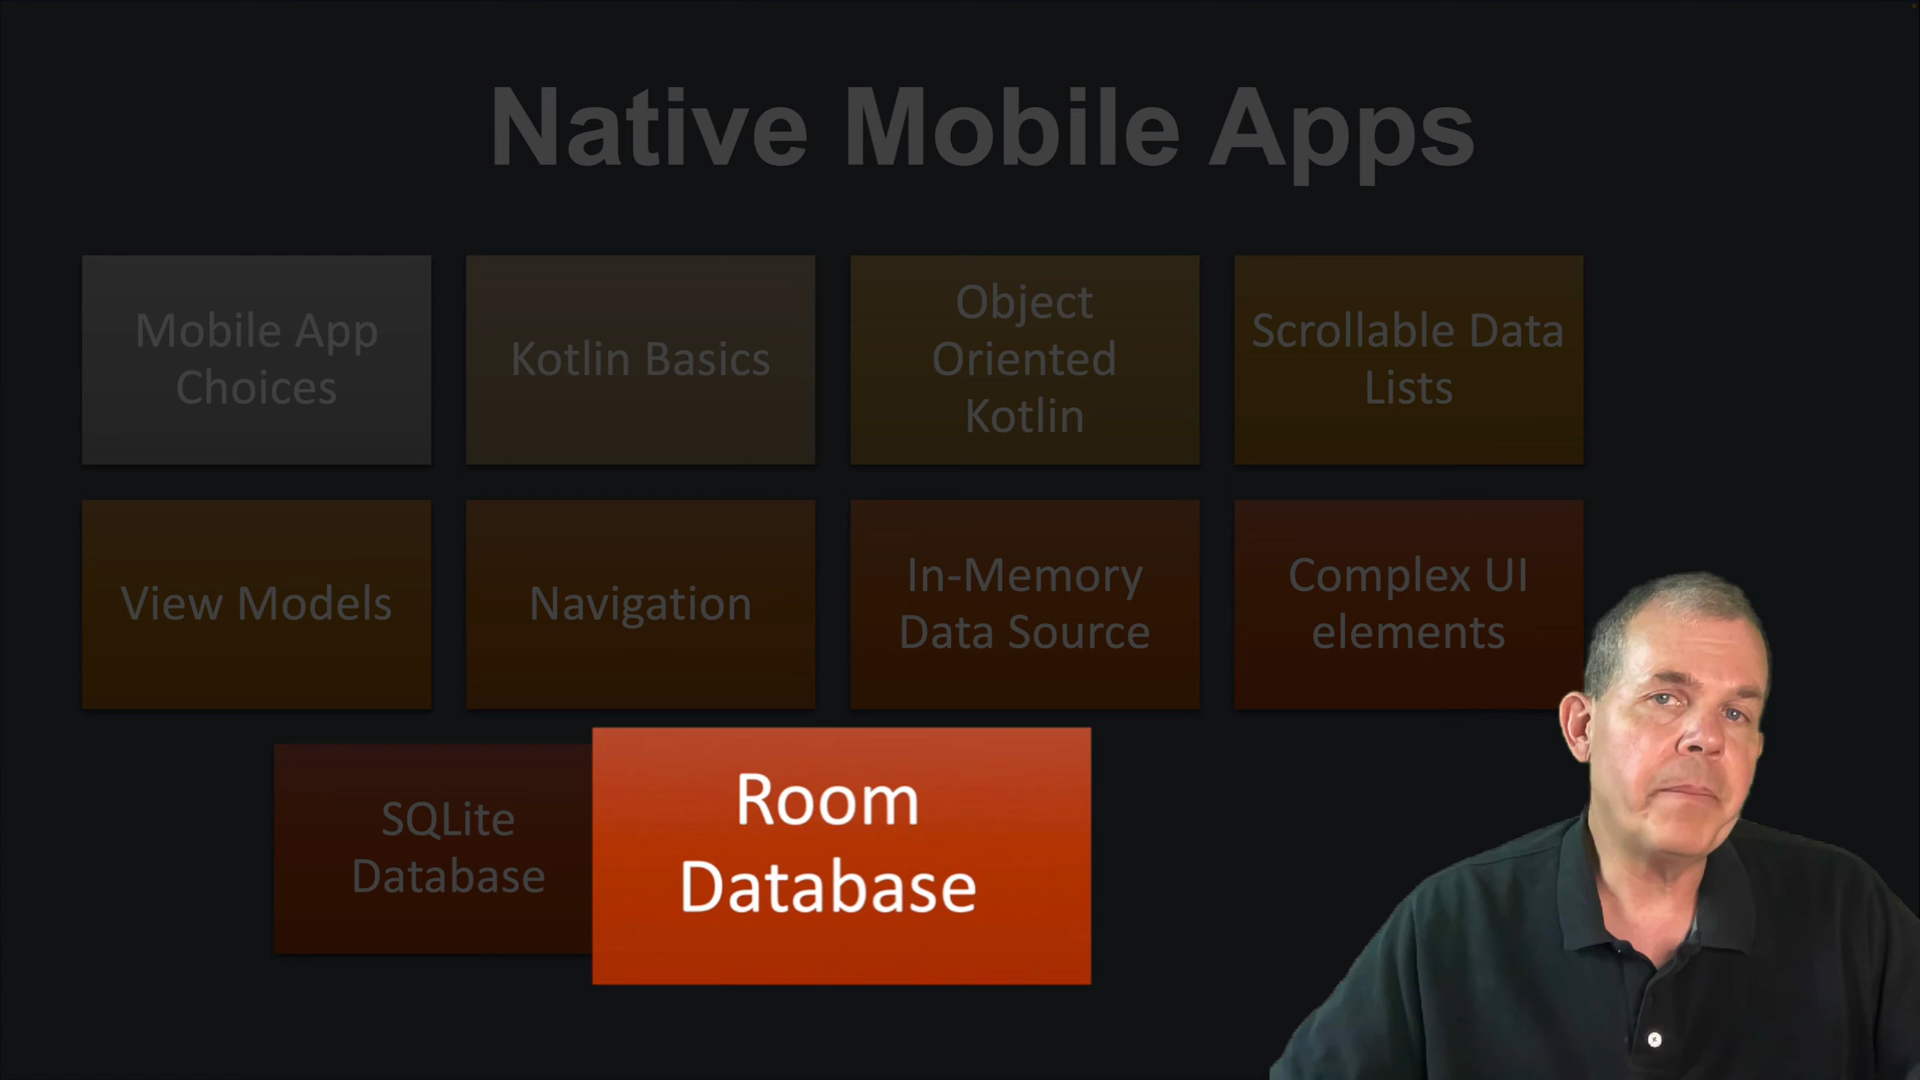 Native Mobile Apps
Mobile App
Choices
Kotlin Basics
Object
Oriented
Kotlin
Scrollable Data
Lists
View Models
Navigation
In-Memory
Data Source
Complex UI
elements
SQLite
Database
Room
Database